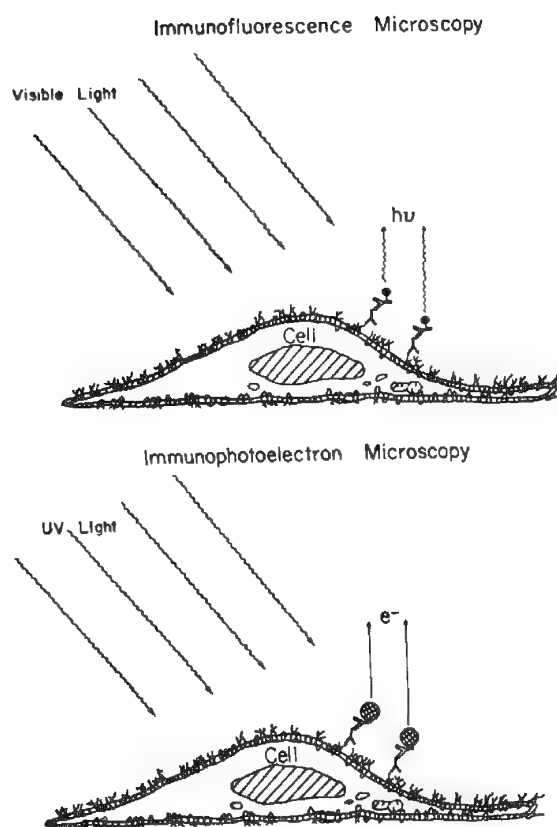 Immunofluorescence Microscopy
Visible Light
hυ
Cell
Immunophotoelectron Microscopy
UV Light
e⁻
Cell